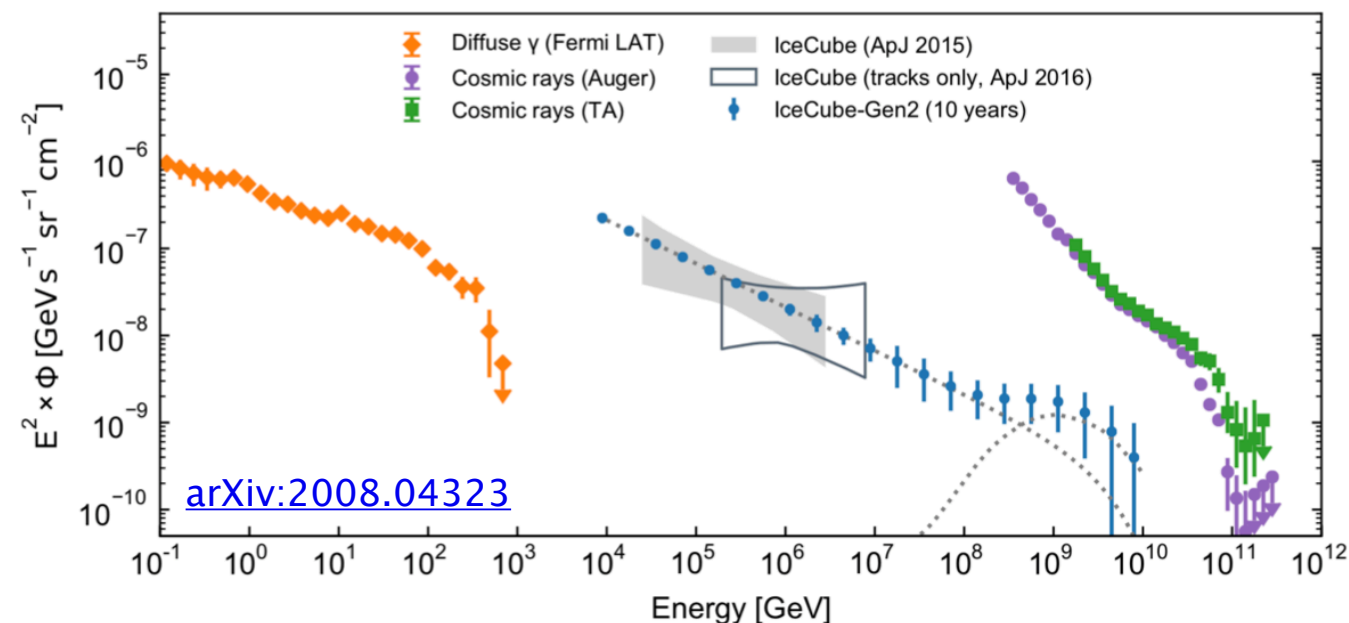 Diffuse γ (Fermi LAT)
Cosmic rays (Auger)
Cosmic rays (TA)
IceCube (ApJ 2015)
IceCube (tracks only, ApJ 2016)
IceCube-Gen2 (10 years)
E² × Φ [GeV s⁻¹ sr⁻¹ cm⁻²]
10⁻⁵
10⁻⁶
10⁻⁷
10⁻⁸
10⁻⁹
10⁻¹⁰
arXiv:2008.04323
10⁻¹ 10⁰ 10¹ 10² 10³ 10⁴ 10⁵ 10⁶ 10⁷ 10⁸ 10⁹ 10¹⁰ 10¹¹ 10¹²
Energy [GeV]